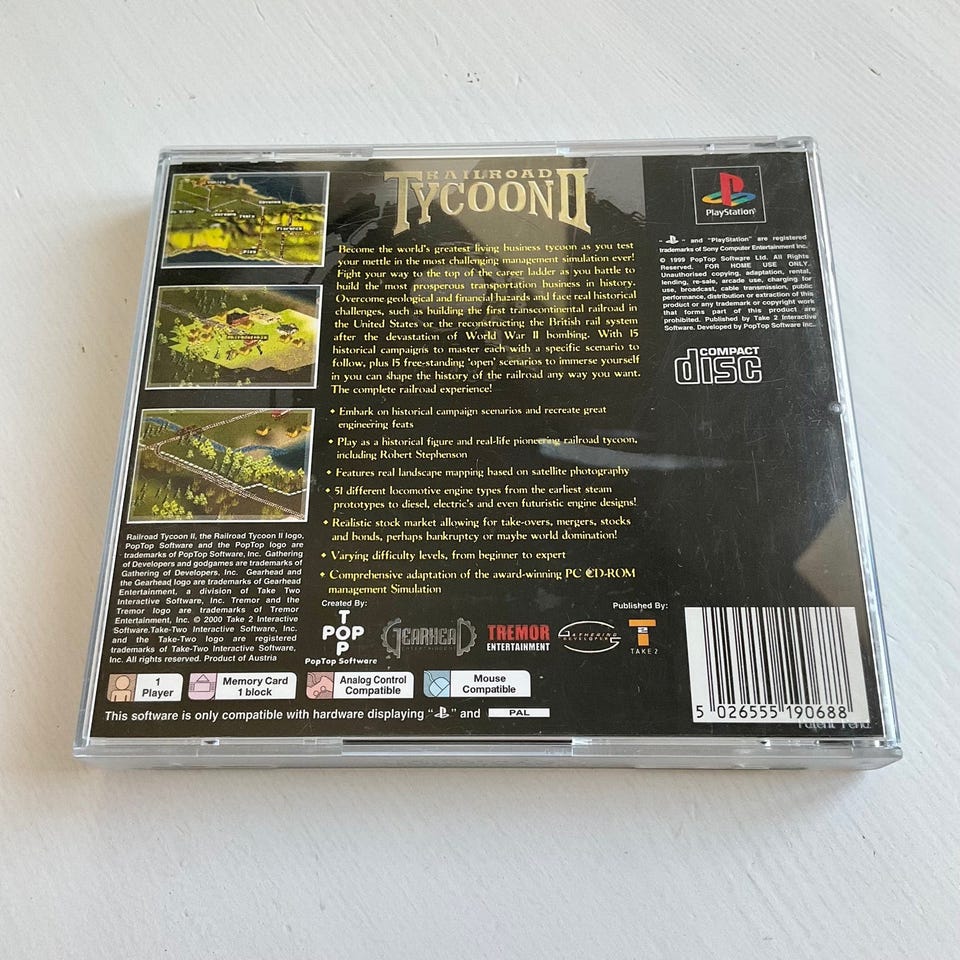 RAILROAD
TYCOON II
Become the world's greatest living business tycoon as you test
your mettle in the most challenging management simulation ever!
Fight your way to the top of the career ladder as you battle to
build the most prosperous transportation business in history.
Overcome geological and financial hazards and face real historical
challenges, such as building the first transcontinental railroad in
the United States or the reconstructing the British rail system
after the devastation of World War II bombing. With 15
historical campaigns to master each with a specific scenario to
follow, plus 15 free-standing 'open' scenarios to immerse yourself
in you can shape the history of the railroad any way you want.
The complete railroad experience!
• Embark on historical campaign scenarios and recreate great
engineering feats
• Play as a historical figure and real-life pioneering railroad tycoon,
including Robert Stephenson
• Features real landscape mapping based on satellite photography
• 51 different locomotive engine types from the earliest steam
prototypes to diesel, electric's and even futuristic engine designs!
• Realistic stock market allowing for take-overs, mergers, stocks
and bonds, perhaps bankruptcy or maybe world domination!
• Varying difficulty levels, from beginner to expert
• Comprehensive adaptation of the award-winning PC CD-ROM
management Simulation
PlayStation
" " and "PlayStation" are registered
trademarks of Sony Computer Entertainment Inc.
© 1999 PopTop Software Ltd. All Rights
Reserved. FOR HOME USE ONLY.
Unauthorised copying, adaptation, rental,
lending, re-sale, arcade use, charging for
use, broadcast, cable transmission, public
performance, distribution or extraction of this
product or any trademark or copyright work
that forms part of this product are
prohibited. Published by Take 2 Interactive
Software. Developed by PopTop Software Inc.
COMPACT
disc
Railroad Tycoon II, the Railroad Tycoon II logo,
PopTop Software and the PopTop logo are
trademarks of PopTop Software, Inc. Gathering
of Developers and godgames are trademarks of
Gathering of Developers, Inc. Gearhead and
the Gearhead logo are trademarks of Gearhead
Entertainment, a division of Take Two
Interactive Software, Inc. Tremor and the
Tremor logo are trademarks of Tremor
Entertainment, Inc. © 2000 Take 2 Interactive
Software.Take-Two Interactive Software, Inc.
and the Take-Two logo are registered
trademarks of Take-Two Interactive Software,
Inc. All rights reserved. Product of Austria
Created By:
POP
TOP
PopTop Software
GEARHEAD
ENTERTAINMENT
TREMOR
ENTERTAINMENT
GATHERING
DEVELOPERS
Published By:
T2
TAKE 2
1
Player
Memory Card
1 block
Analog Control
Compatible
Mouse
Compatible
This software is only compatible with hardware displaying " " and PAL
5 026555 190688
Patent Pend